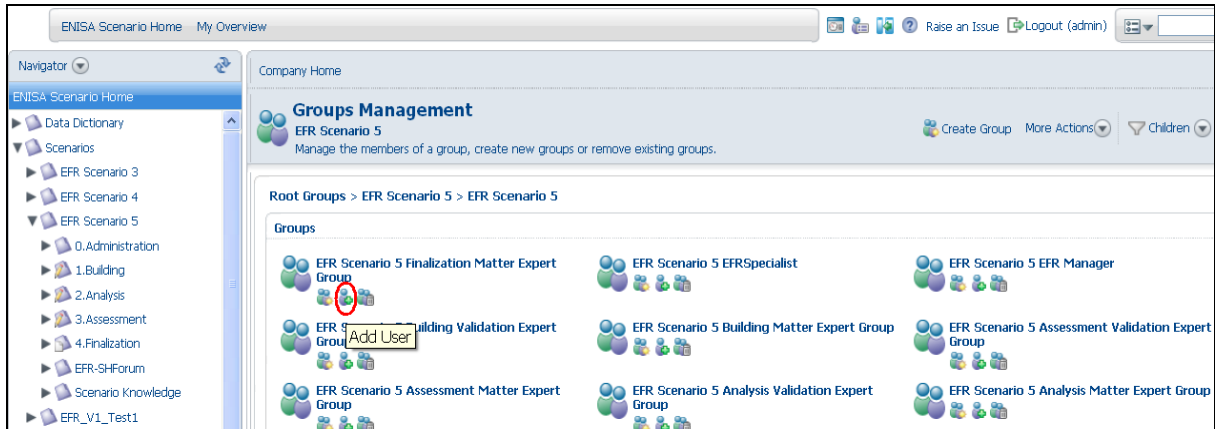 ENISA Scenario Home My Overview
Raise an Issue Logout (admin)
Navigator
Company Home
ENISA Scenario Home
Data Dictionary
Scenarios
EFR Scenario 3
EFR Scenario 4
EFR Scenario 5
0.Administration
1.Building
2.Analysis
3.Assessment
4.Finalization
EFR-SHForum
Scenario Knowledge
EFR_V1_Test1
Groups Management
EFR Scenario 5
Manage the members of a group, create new groups or remove existing groups.
Create Group More Actions Children
Root Groups > EFR Scenario 5 > EFR Scenario 5
Groups
EFR Scenario 5 Finalization Matter Expert
Group
EFR Scenario 5 EFRSpecialist
EFR Scenario 5 EFR Manager
Add User
EFR Building Validation Expert
EFR Scenario 5 Building Matter Expert Group
EFR Scenario 5 Assessment Validation Expert
Group
EFR Scenario 5 Assessment Matter Expert
Group
EFR Scenario 5 Analysis Validation Expert
Group
EFR Scenario 5 Analysis Matter Expert Group